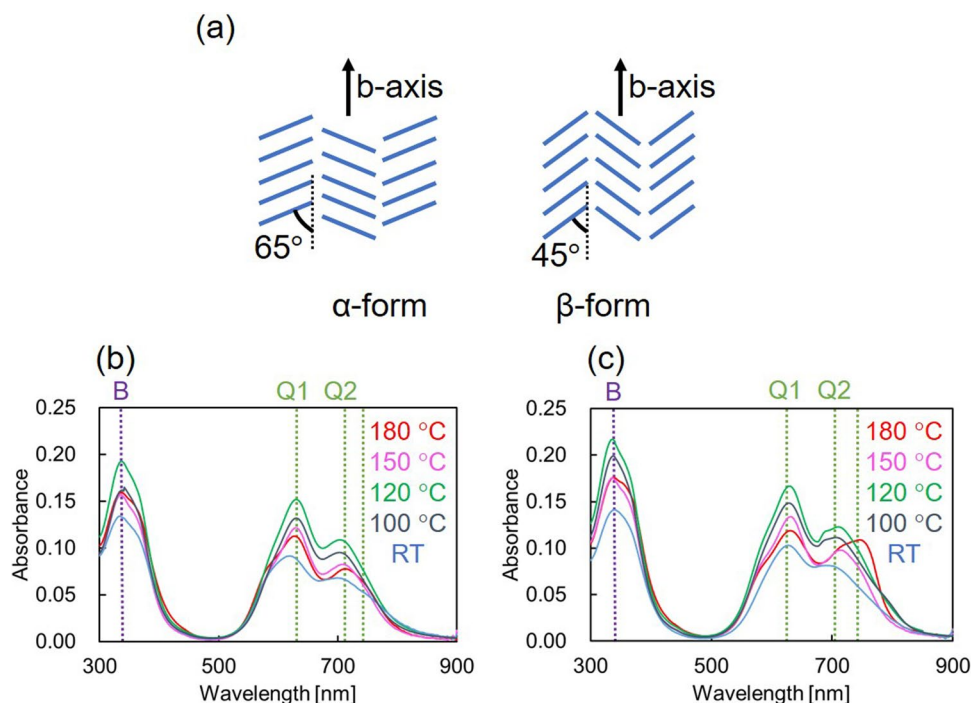 (a)
b-axis b-axis
65° 45°
α-form β-form
(b) (c)
B Q1 Q2 B Q1 Q2
0.25 0.25
180 °C 180 °C
0.20 150 °C 0.20 150 °C
120 °C 120 °C
0.15 100 °C 0.15 100 °C
RT RT
0.10 0.10
0.05 0.05
0.00 0.00
Absorbance Absorbance
300 500 700 900 300 500 700 900
Wavelength [nm] Wavelength [nm]